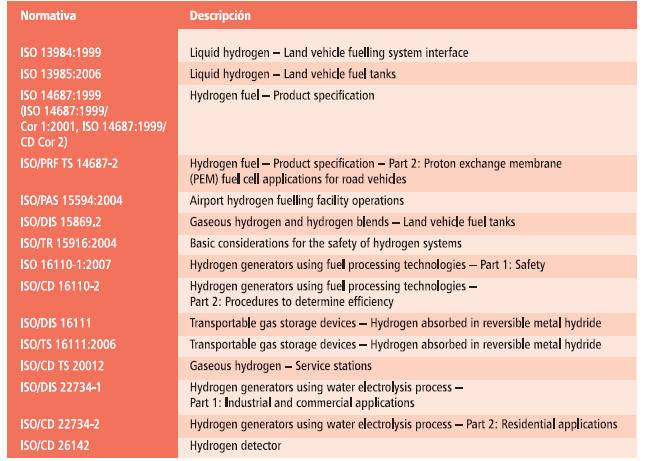 Normativa Descripción
ISO 13984:1999 Liquid hydrogen – Land vehicle fuelling system interface
ISO 13985:2006 Liquid hydrogen – Land vehicle fuel tanks
ISO 14687:1999 Hydrogen fuel – Product specification
(ISO 14687:1999/
Cor 1:2001, ISO 14687:1999/
CD Cor 2)
ISO/PRF TS 14687-2 Hydrogen fuel – Product specification – Part 2: Proton exchange membrane
(PEM) fuel cell applications for road vehicles
ISO/PAS 15594:2004 Airport hydrogen fuelling facility operations
ISO/DIS 15869.2 Gaseous hydrogen and hydrogen blends – Land vehicle fuel tanks
ISO/TR 15916:2004 Basic considerations for the safety of hydrogen systems
ISO 16110-1:2007 Hydrogen generators using fuel processing technologies – Part 1: Safety
ISO/CD 16110-2 Hydrogen generators using fuel processing technologies –
Part 2: Procedures to determine efficiency
ISO/DIS 16111 Transportable gas storage devices – Hydrogen absorbed in reversible metal hydride
ISO/TS 16111:2006 Transportable gas storage devices – Hydrogen absorbed in reversible metal hydride
ISO/CD TS 20012 Gaseous hydrogen – Service stations
ISO/DIS 22734-1 Hydrogen generators using water electrolysis process –
Part 1: Industrial and commercial applications
ISO/CD 22734-2 Hydrogen generators using water electrolysis process – Part 2: Residential applications
ISO/CD 26142 Hydrogen detector